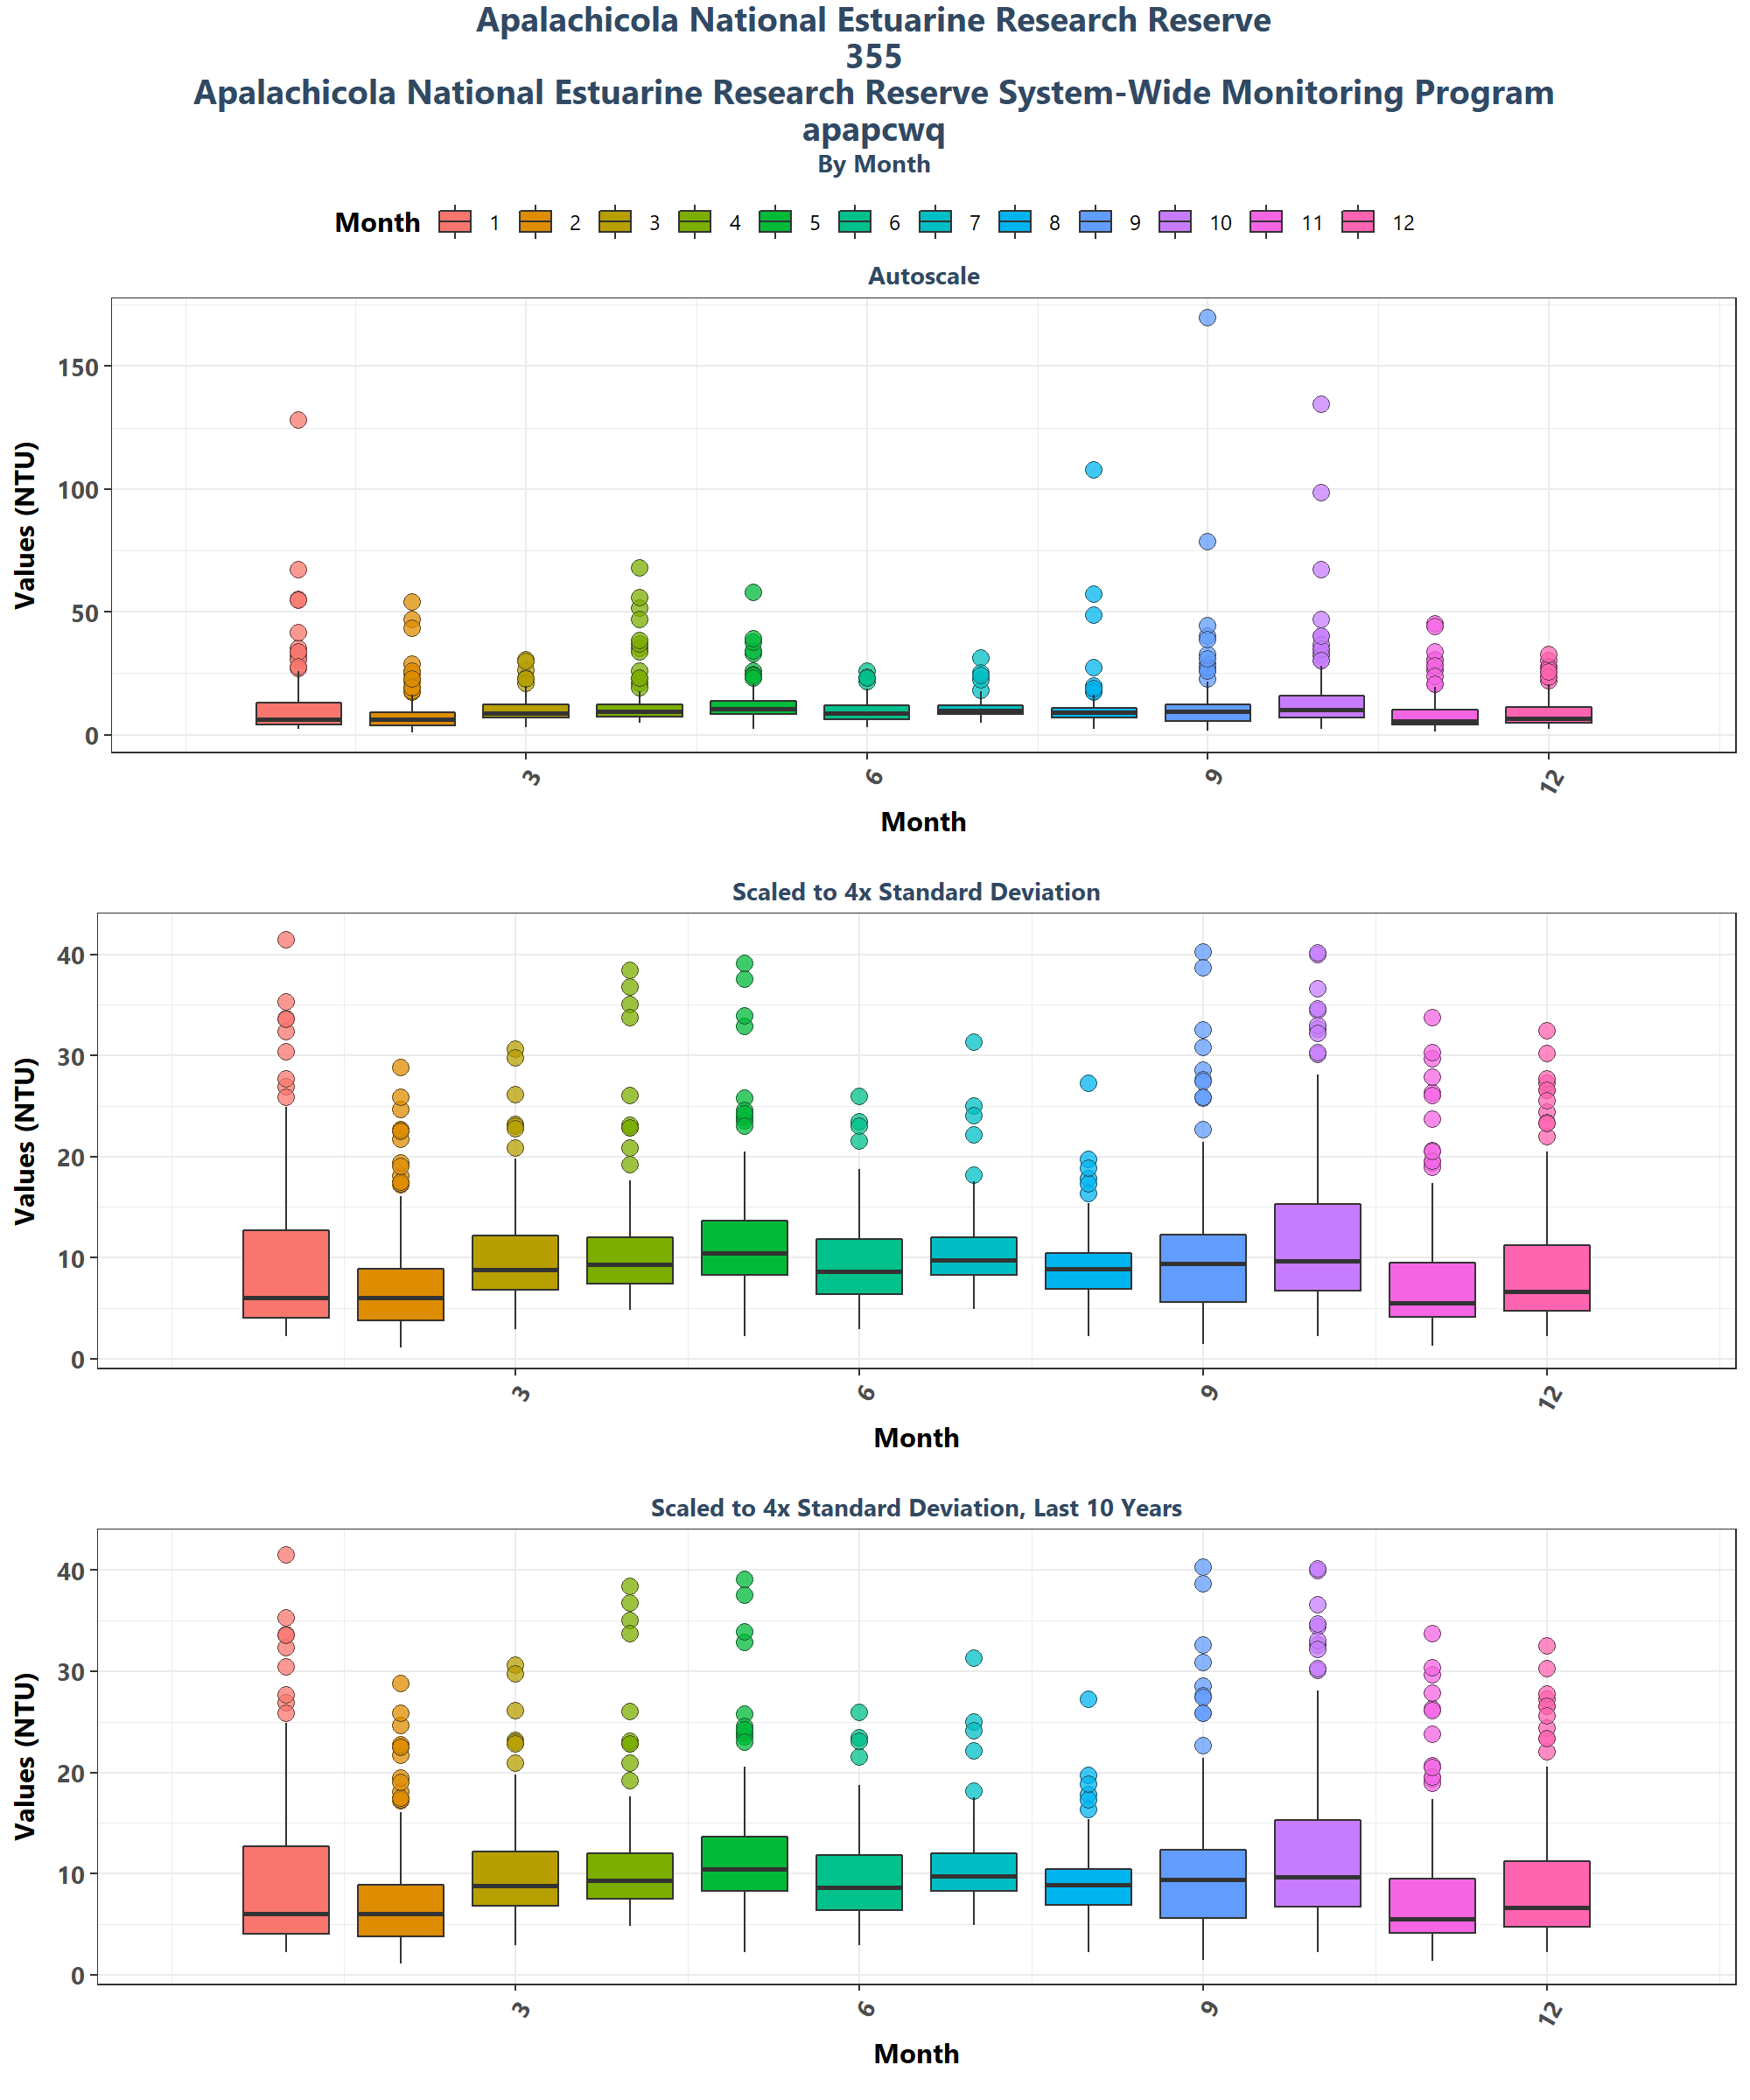 Apalachicola National Estuarine Research Reserve
355
Apalachicola National Estuarine Research Reserve System-Wide Monitoring Program
apapcwq
By Month
Month 1 2 3 4 5 6 7 8 9 10 11 12
Autoscale
Values (NTU)
150
100
50
0
3 6 9 12
Month
Scaled to 4x Standard Deviation
Values (NTU)
40
30
20
10
0
3 6 9 12
Month
Scaled to 4x Standard Deviation, Last 10 Years
Values (NTU)
40
30
20
10
0
3 6 9 12
Month